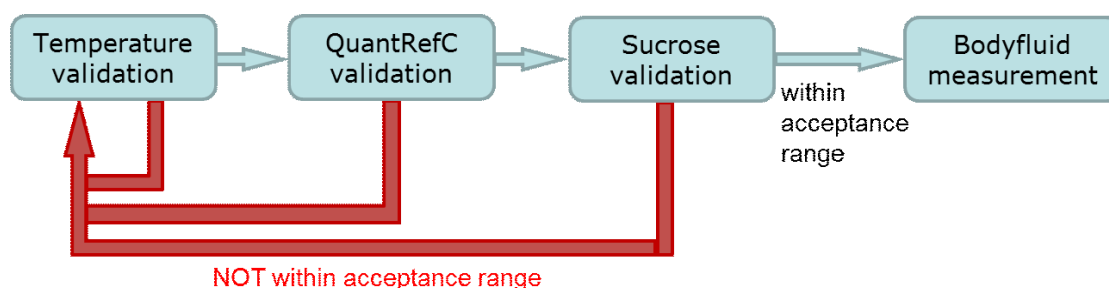 Temperature
validation
QuantRefC
validation
Sucrose
validation
Bodyfluid
measurement
within
acceptance
range
NOT within acceptance range